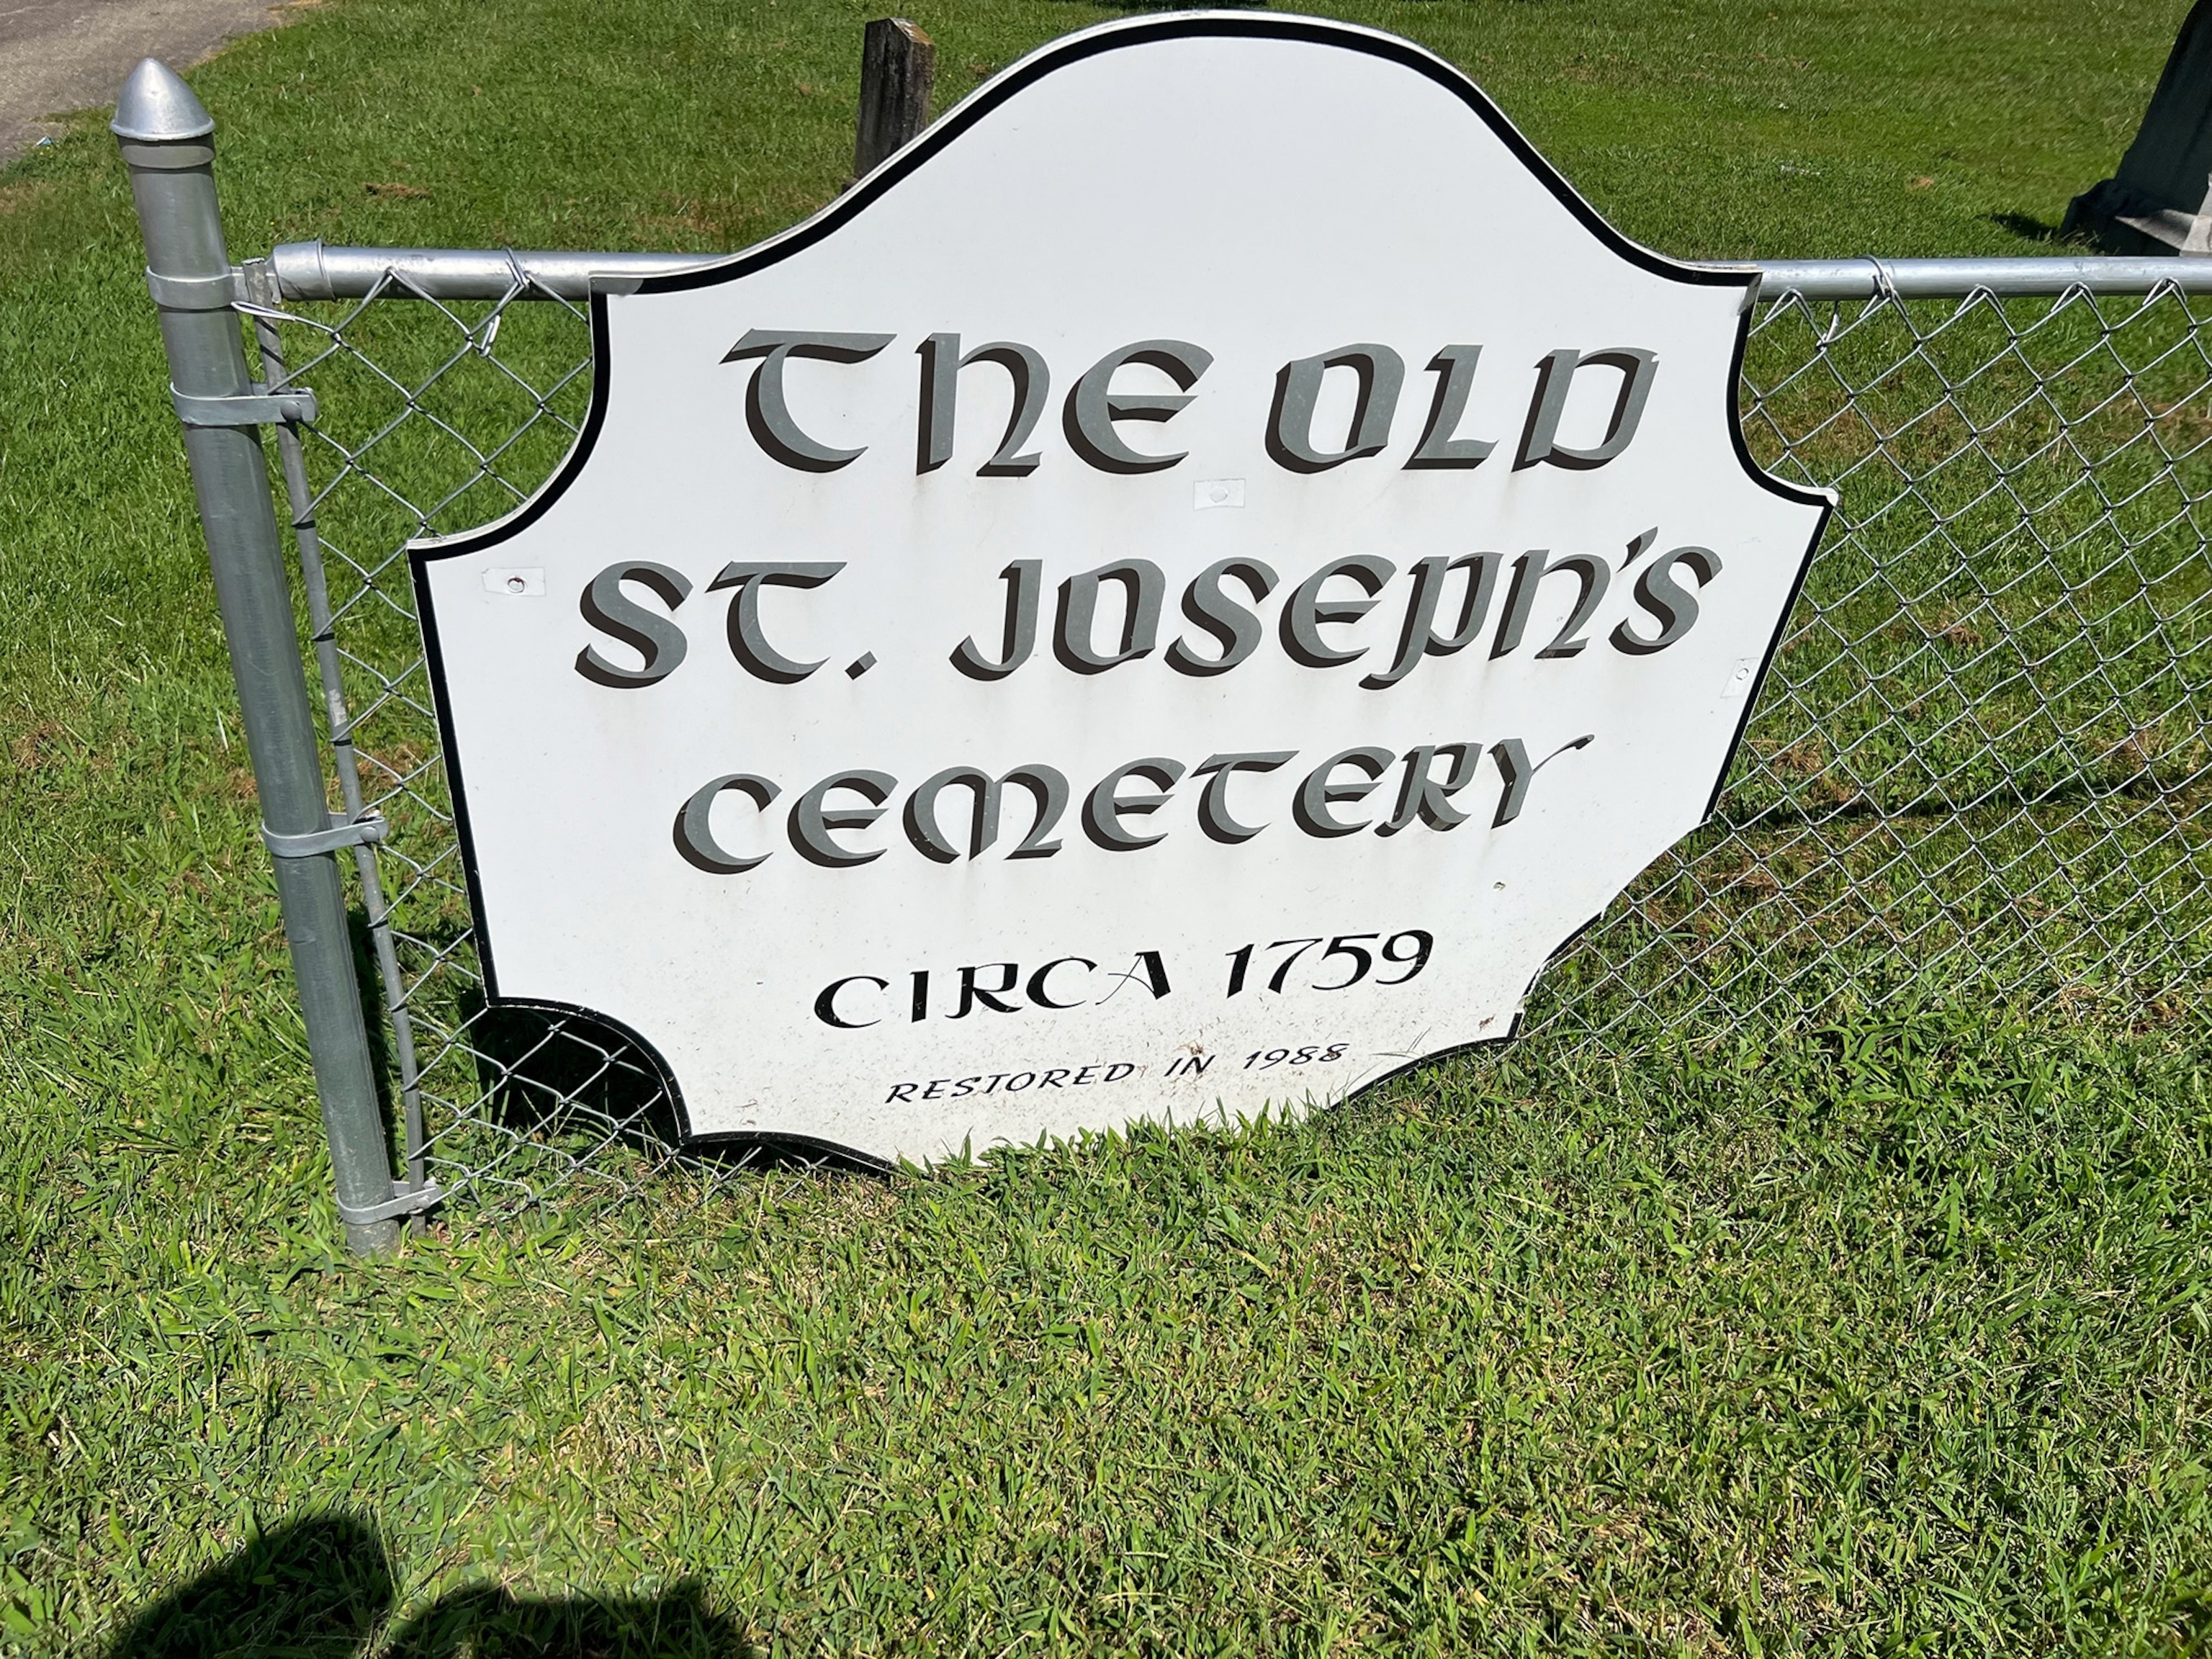 THE OLD
ST. JOSEPH'S
CEMETERY
CIRCA 1759
RESTORED IN 1988